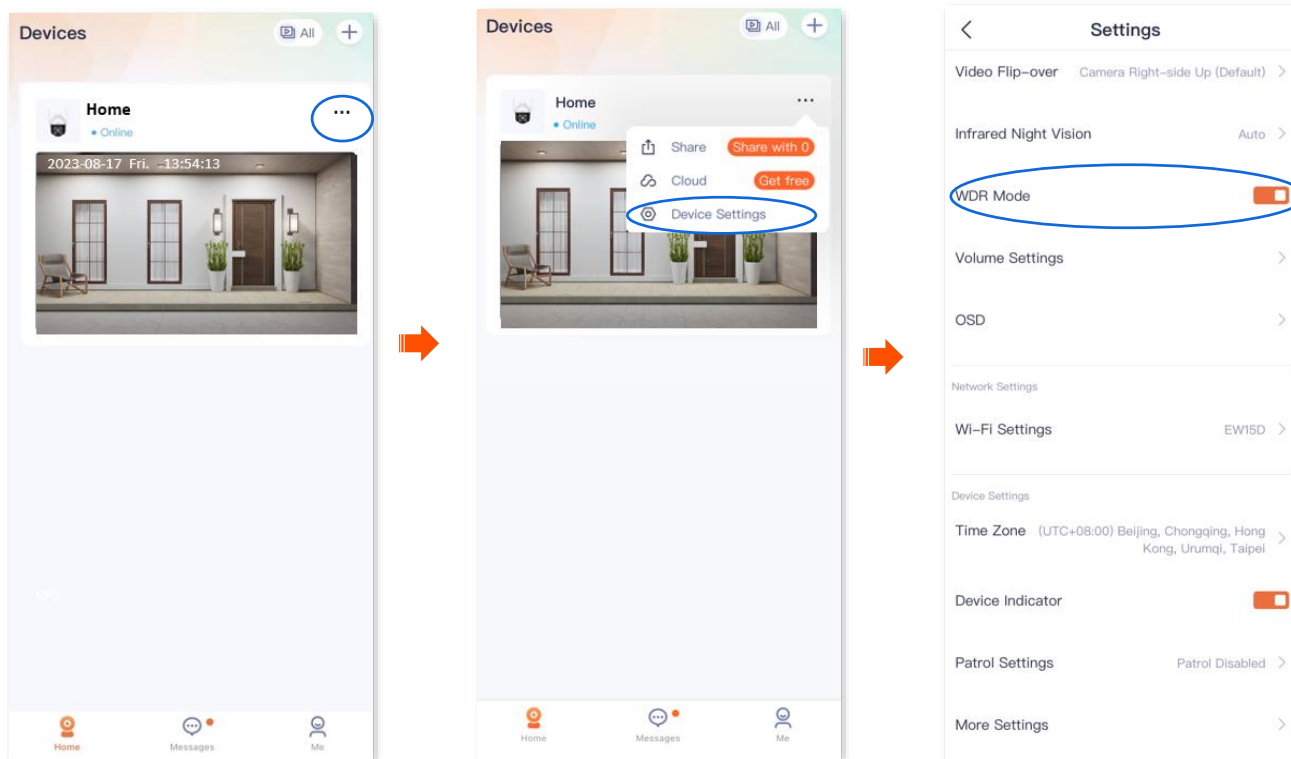 Devices
All
Home
Online
2023-08-17 Fri. 13:54:13
Home
Messages
Me
Devices
All
Home
Online
Share Share with 0
Cloud Get free
Device Settings
Home
Messages
Me
Settings
Video Flip-over Camera Right-side Up (Default)
Infrared Night Vision Auto
WDR Mode
Volume Settings
OSD
Network Settings
Wi-Fi Settings EW15D
Device Settings
Time Zone (UTC+08:00) Beijing, Chongqing, Hong
Kong, Urumqi, Taipei
Device Indicator
Patrol Settings Patrol Disabled
More Settings